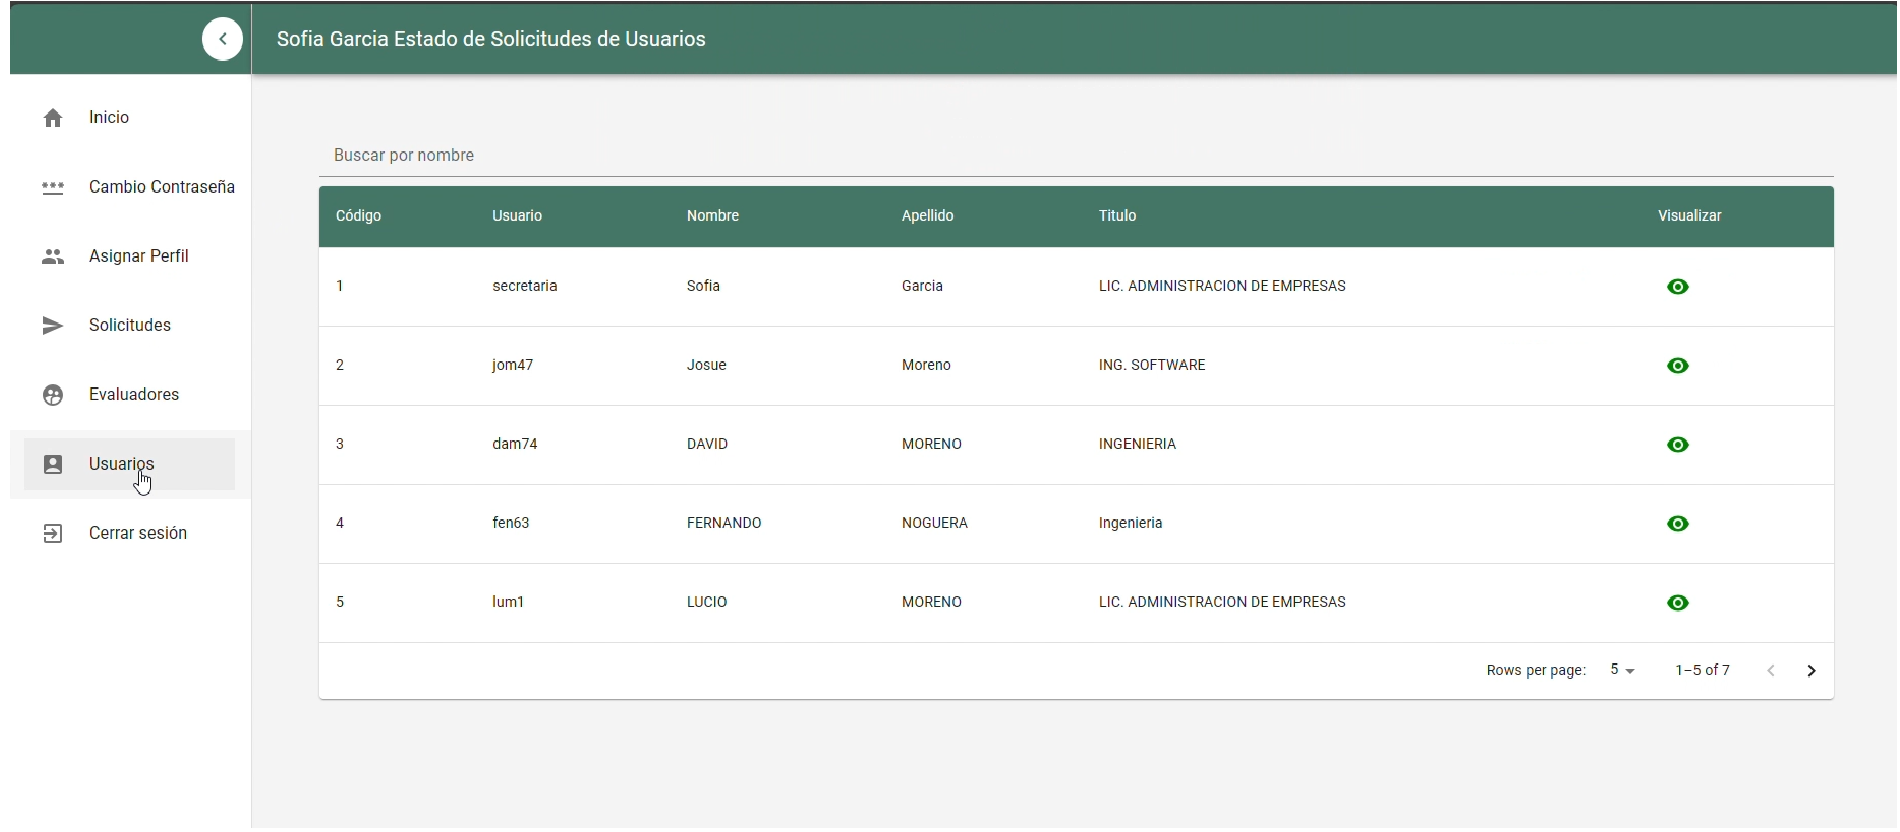 Sofia Garcia Estado de Solicitudes de Usuarios
Inicio
Cambio Contraseña
Asignar Perfil
Solicitudes
Evaluadores
Usuarios
Cerrar sesión
Buscar por nombre
Código Usuario Nombre Apellido Titulo Visualizar
1 secretaria Sofia Garcia LIC. ADMINISTRACION DE EMPRESAS
2 jom47 Josue Moreno ING. SOFTWARE
3 dam74 DAVID MORENO INGENIERIA
4 fen63 FERNANDO NOGUERA Ingenieria
5 lum1 LUCIO MORENO LIC. ADMINISTRACION DE EMPRESAS
Rows per page: 5 1–5 of 7